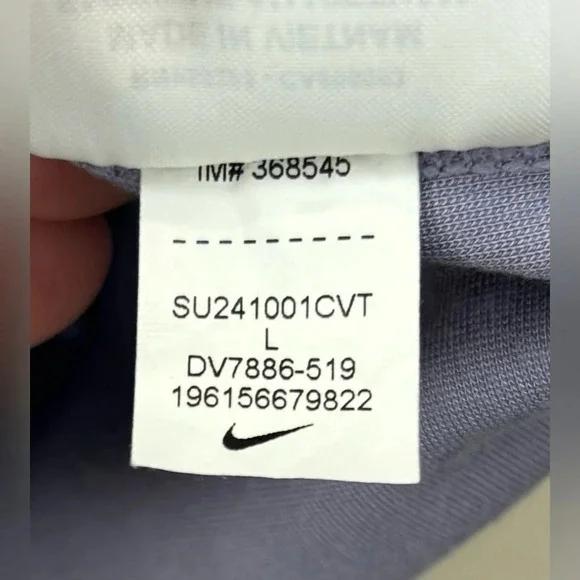 MADE IN VIETNAM
IM# 368545
SU241001CVT
L
DV7886-519
196156679822